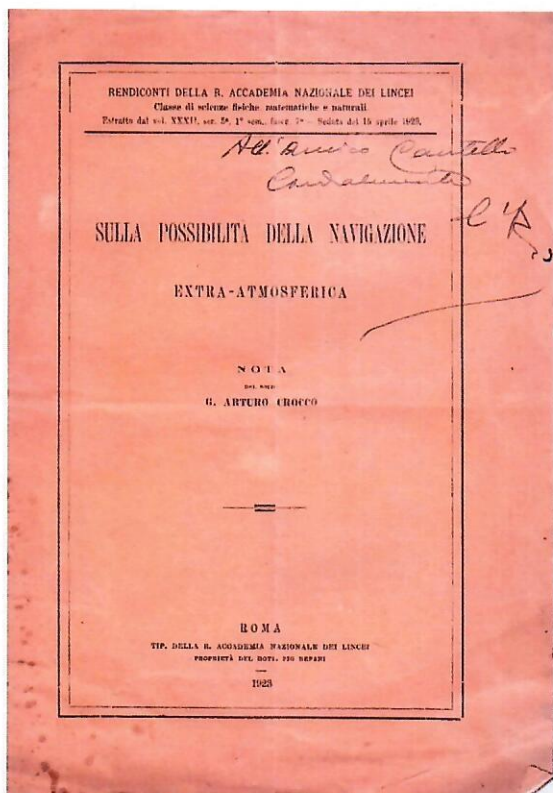 RENDICONTI DELLA R. ACCADEMIA NAZIONALE DEI LINCEI
Classe di scienze fisiche matematiche e naturali
Estratto dal vol. XXXII, ser. 5ª, 1° sem., fasc. 7° – Seduta del 15 aprile 1923.
All'amico Cantello
Cordialmente
SULLA POSSIBILITÀ DELLA NAVIGAZIONE
EXTRA-ATMOSFERICA
NOTA
G. ARTURO CROCCO
ROMA
TIP. DELLA R. ACCADEMIA NAZIONALE DEI LINCEI
PROPRIETÀ DEL DOTT. PIO BEFANI
1923